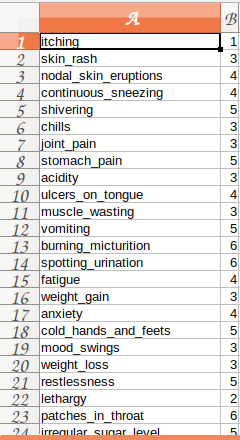 A B
1 itching 1
2 skin_rash 3
3 nodal_skin_eruptions 4
4 continuous_sneezing 4
5 shivering 5
6 chills 3
7 joint_pain 3
8 stomach_pain 5
9 acidity 3
10 ulcers_on_tongue 4
11 muscle_wasting 3
12 vomiting 5
13 burning_micturition 6
14 spotting_urination 6
15 fatigue 4
16 weight_gain 3
17 anxiety 4
18 cold_hands_and_feets 5
19 mood_swings 3
20 weight_loss 3
21 restlessness 5
22 lethargy 2
23 patches_in_throat 6
24 irregular_sugar_level 5